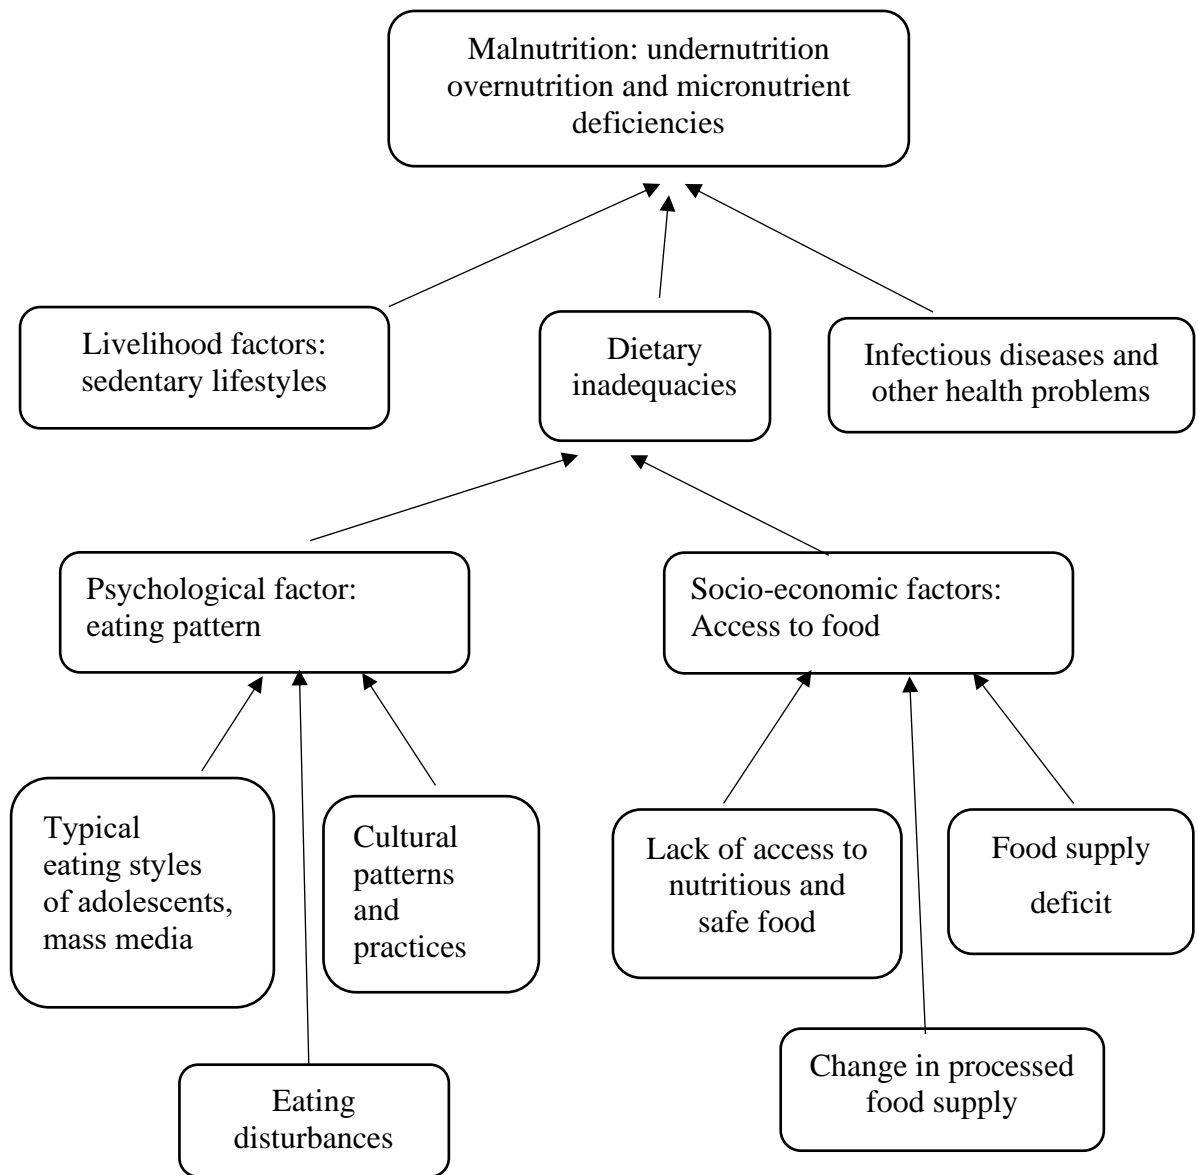 Malnutrition: undernutrition
overnutrition and micronutrient
deficiencies
Livelihood factors:
sedentary lifestyles
Dietary
inadequacies
Infectious diseases and
other health problems
Psychological factor:
eating pattern
Socio-economic factors:
Access to food
Typical
eating styles
of adolescents,
mass media
Cultural
patterns
and
practices
Lack of access to
nutritious and
safe food
Food supply
deficit
Eating
disturbances
Change in processed
food supply